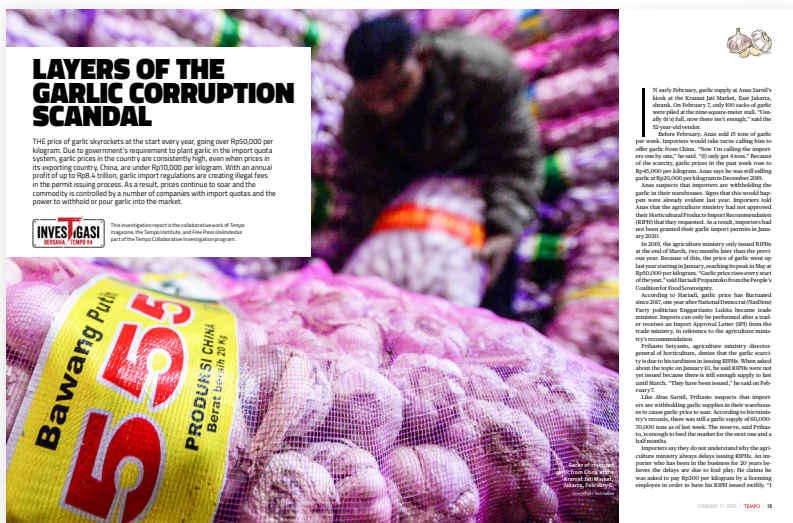 LAYERS OF THE
GARLIC CORRUPTION
SCANDAL
THE price of garlic skyrockets at the start every year, going over Rp50,000 per
kilogram. Due to government's requirement to plant garlic in the import quota
system, garlic prices in the country are consistently high, even when prices in
its exporting country, China, are under Rp10,000 per kilogram. With an annual
profit of up to Rp8.4 trillion, garlic import regulations are creating illegal fees
in the permit issuing process. As a result, prices continue to soar and the
commodity is controlled by a number of companies with import quotas and the
power to withhold or pour garlic into the market.
INVESTIGASI
BERSAMA TEMPO #4
This investigation report is the collaborative work of Tempo
magazine, the Tempo Institute, and Free Press Unlimited as
part of the Tempo Collaborative Investigation program.
Bawang Putih
555
PRODUKSI CHINA
Berat bersih 20 Kg
Sacks of imported
garlic from China at the
Kramat Jati Market,
Jakarta, February 6.
IN early February, garlic supply at Anas Sarnil's
kiosk at the Kramat Jati Market, East Jakarta,
shrank. On February 7, only 100 sacks of garlic
were piled at the nine-square-meter stall. "Usu-
ally (it's) full, now there isn't enough," said the
52-year-old vendor.
Before February, Anas sold 15 tons of garlic
per week. Importers would take turns calling him to
offer garlic from China. "Now I'm calling the import-
ers one by one," he said. "(I) only got 4 tons." Because
of the scarcity, garlic prices in the past week rose to
Rp45,000 per kilogram. Anas says he was still selling
garlic at Rp20,000 per kilogram in December 2019.
Anas suspects that importers are withholding the
garlic in their warehouses. Signs that this would hap-
pen were already evident last year. Importers told
Anas that the agriculture ministry had not approved
their Horticultural Products Import Recommendation
(RIPH) that they requested. As a result, importers had
not been granted their garlic import permits in Janu-
ary 2020.
In 2019, the agriculture ministry only issued RIPHs
at the end of March, two months later than the previ-
ous year. Because of this, the price of garlic went up
last year starting in January, reaching its peak in May at
Rp50,000 per kilogram. "Garlic price rises every start
of the year," said Hariadi Propantoko from the People's
Coalition for Food Sovereignty.
According to Hariadi, garlic price has fluctuated
since 2017, one year after National Democrat (NasDem)
Party politician Enggartiasto Lukita became trade
minister. Imports can only be performed after a trad-
er receives an Import Approval Letter (SPI) from the
trade ministry, in reference to the agriculture minis-
try's recommendation.
Prihasto Setyanto, agriculture ministry director-
general of horticulture, denies that the garlic scarci-
ty is due to his tardiness in issuing RIPHs. When asked
about the topic on January 10, he said RIPHs were not
yet issued because there is still enough supply to last
until March. "They have been issued," he said on Feb-
ruary 7.
Like Abas Sarnil, Prihasto suspects that import-
ers are withholding garlic supplies in their warehous-
es to cause garlic price to soar. According to his minis-
try's records, there was still a garlic supply of 60,000-
70,000 tons as of last week. The reserve, said Prihas-
to, is enough to feed the market for the next one and a
half months.
Importers say they do not understand why the agri-
culture ministry always delays issuing RIPHs. An im-
porter who has been in the business for 20 years be-
lieves the delays are due to foul play. He claims he
was asked to pay Rp200 per kilogram by a licensing
employee in order to have his RIPH issued swiftly. "I
FEBRUARY 17, 2020 | TEMPO | 15